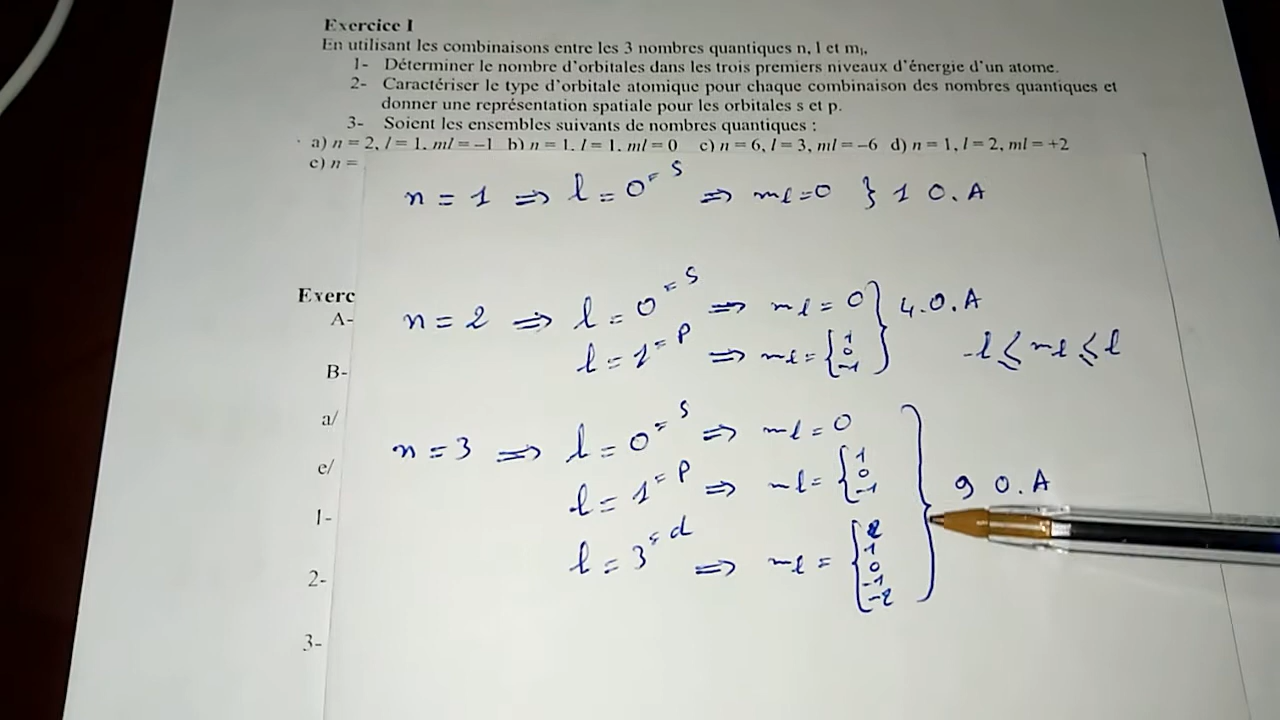 Exercice I
En utilisant les combinaisons entre les 3 nombres quantiques n, l et mₗ,
1- Déterminer le nombre d'orbitales dans les trois premiers niveaux d'énergie d'un atome.
2- Caractériser le type d'orbitale atomique pour chaque combinaison des nombres quantiques et
donner une représentation spatiale pour les orbitales s et p.
3- Soient les ensembles suivants de nombres quantiques :
a) n = 2, l = 1, ml = −1 b) n = 1, l = 1, ml = 0 c) n = 6, l = 3, ml = −6 d) n = 1, l = 2, ml = +2
c) n =
n = 1 ⇒ l = 0 = s ⇒ ml = 0 } 1 O.A
Exerc
A-
n = 2 ⇒ l = 0 = s ⇒ ml = 0 } 4 O.A
l = 1 = p ⇒ ml = { 1 0 -1 -l ≤ ml ≤ l
B-
a/
n = 3 ⇒ l = 0 = s ⇒ ml = 0
e/
l = 1 = p ⇒ ml = { 1 0 -1 } 9 O.A
1-
l = 3 = d ⇒ ml = { 2 1 0 -1 -2
2-
3-